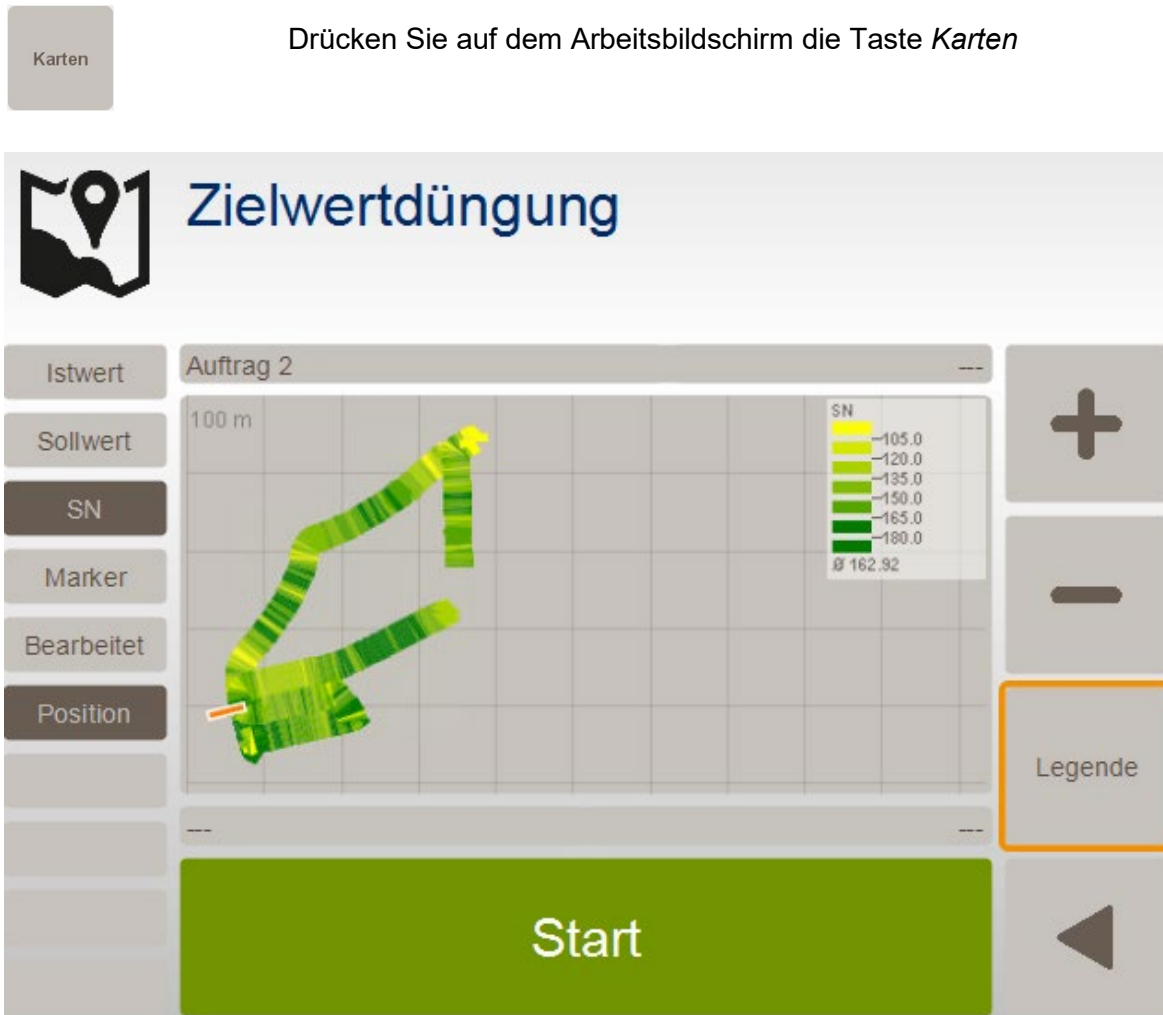 Karten
Drücken Sie auf dem Arbeitsbildschirm die Taste Karten
Zielwertdüngung
Istwert
Sollwert
SN
Marker
Bearbeitet
Position
Auftrag 2 ---
100 m
SN
105.0
120.0
135.0
150.0
165.0
180.0
Ø 162.92
--- ---
Legende
Start